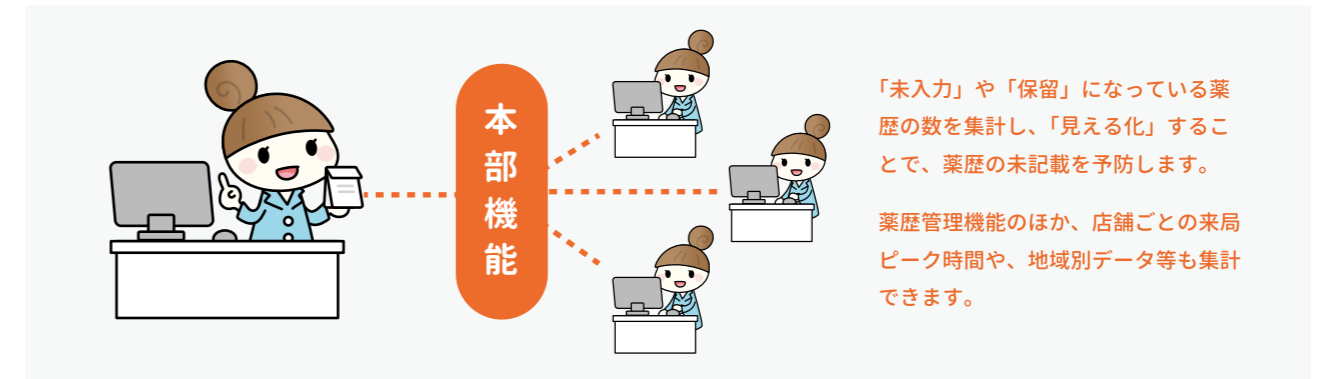 本部機能
「未入力」や「保留」になっている薬
歴の数を集計し、「見える化」するこ
とで、薬歴の未記載を予防します。
薬歴管理機能のほか、店舗ごとの来局
ピーク時間や、地域別データ等も集計
できます。